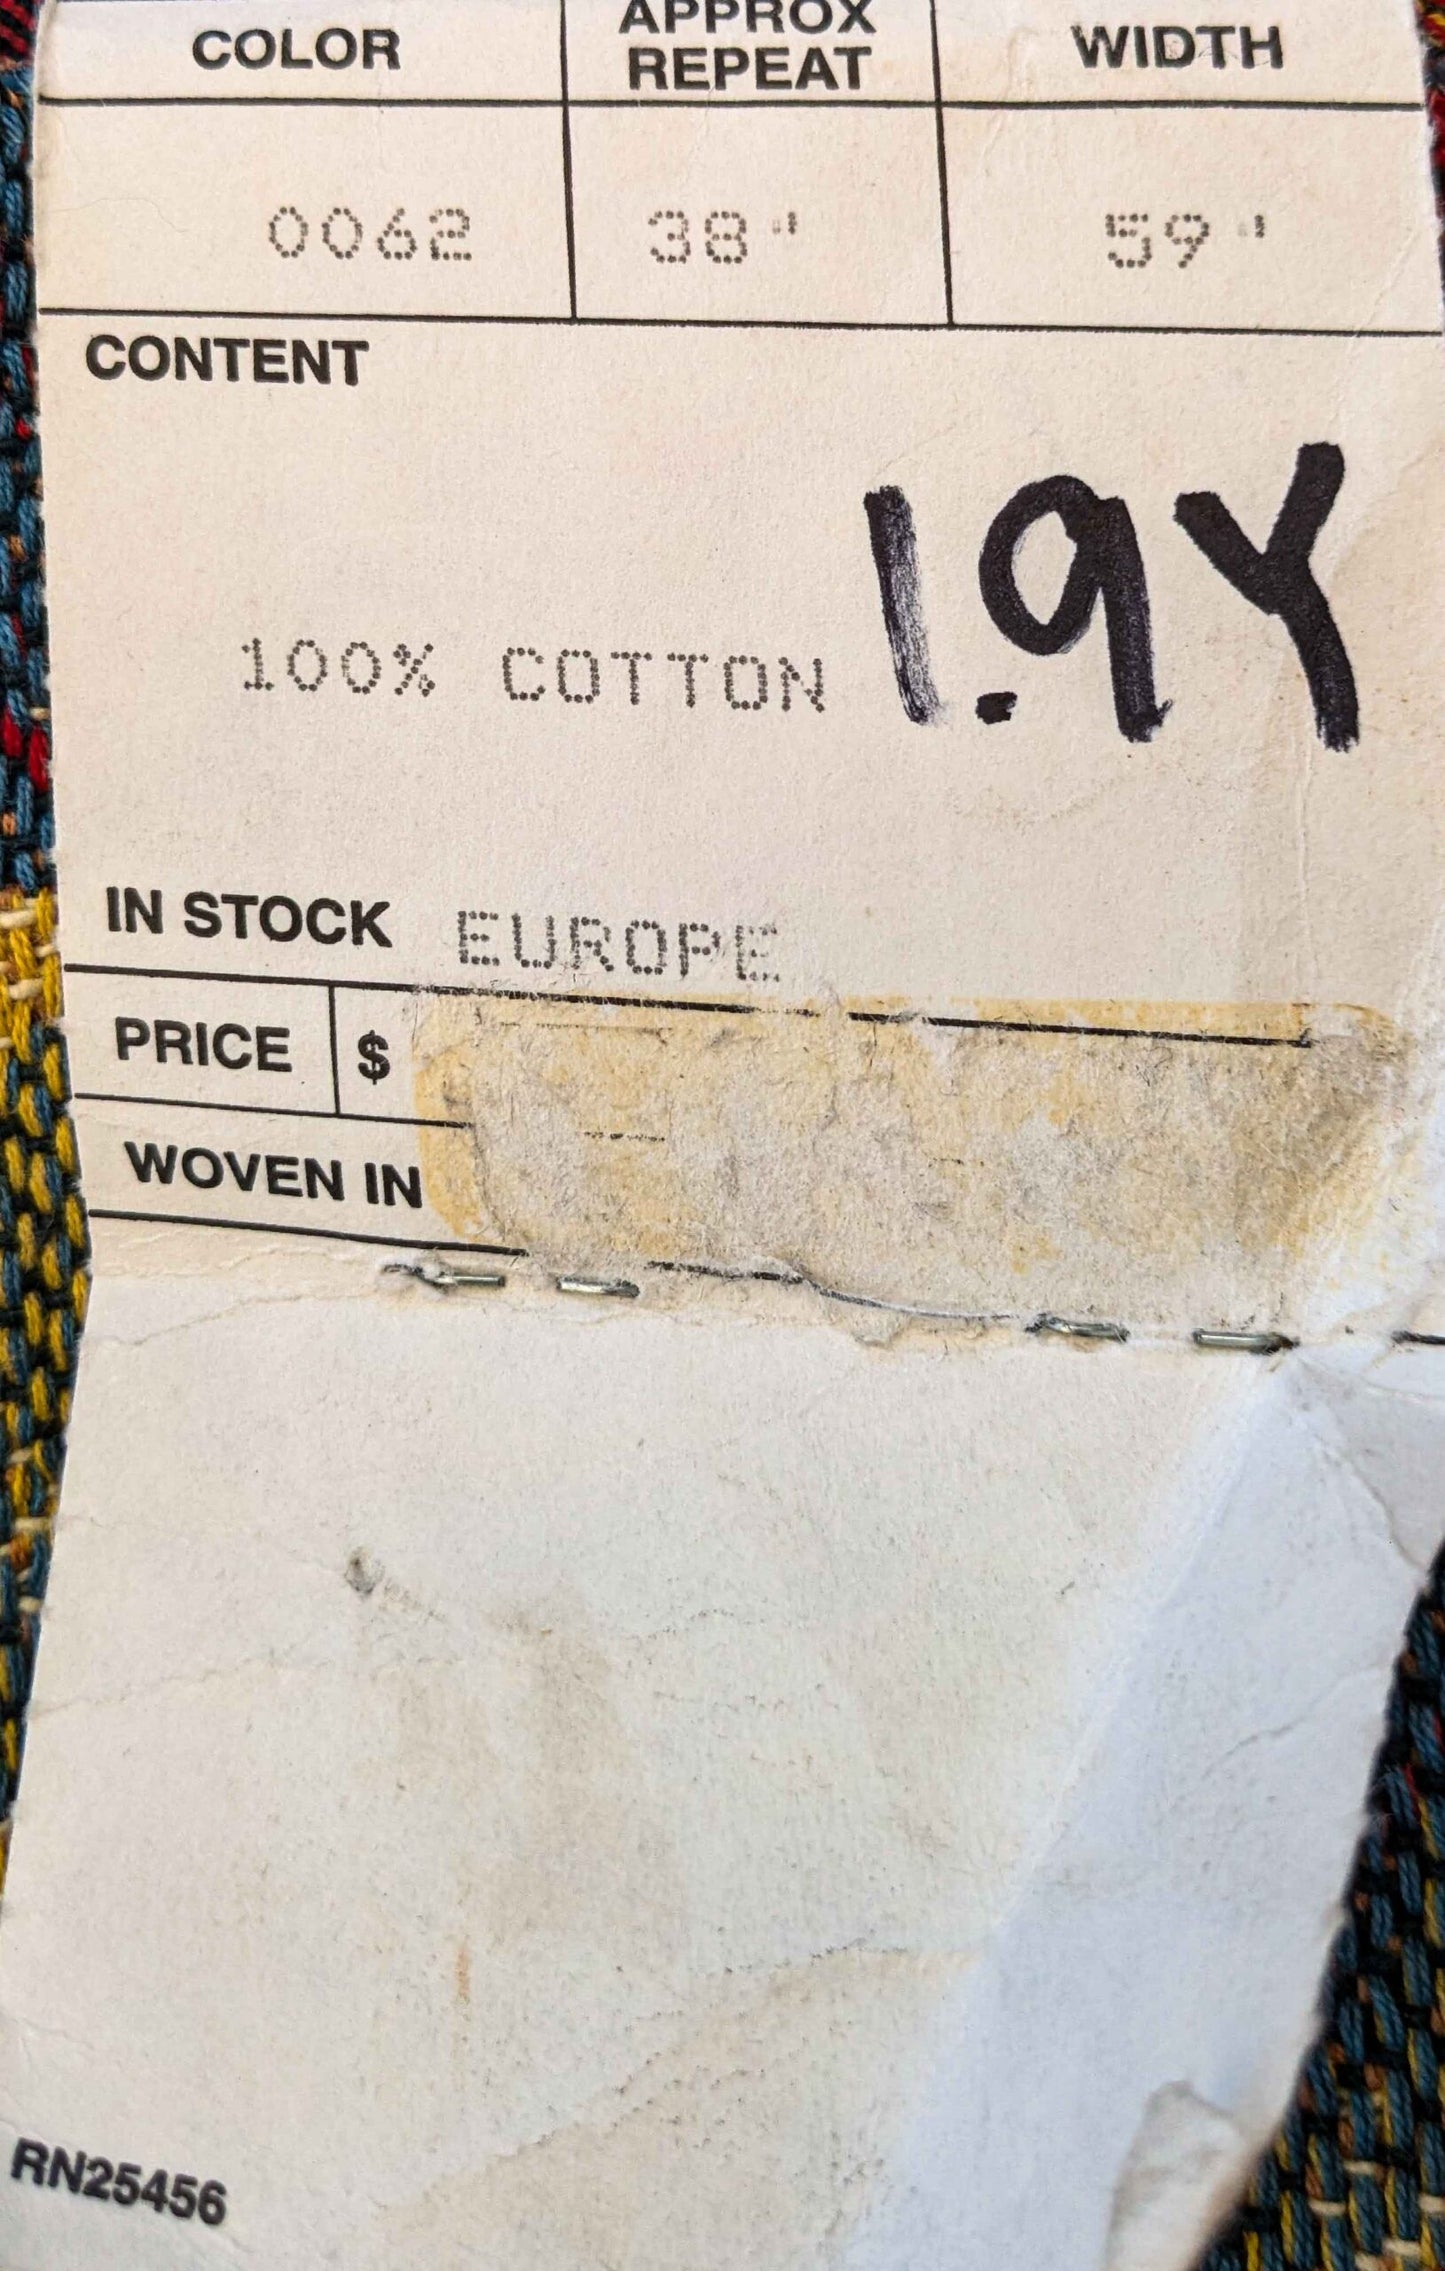 COLOR APPROX REPEAT WIDTH
0062 38" 59"
CONTENT
100% COTTON 1.9Y
IN STOCK EUROPE
PRICE $
WOVEN IN
RN25456